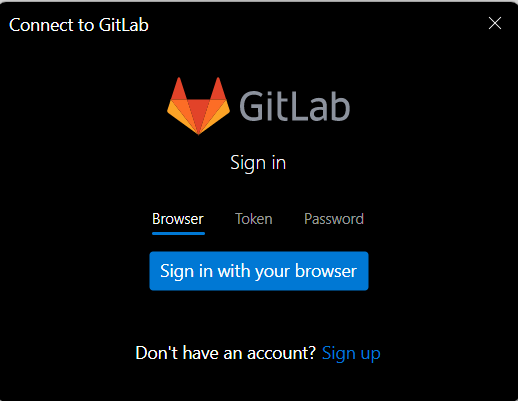 Connect to GitLab
GitLab
Sign in
Browser Token Password
Sign in with your browser
Don't have an account? Sign up